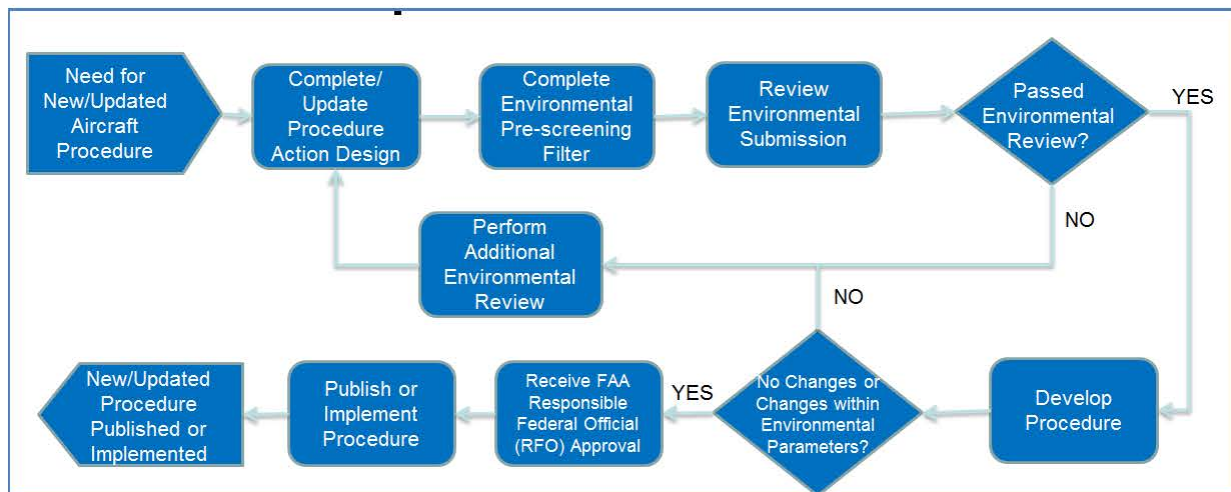 Need for
New/Updated
Aircraft
Procedure
Complete/
Update
Procedure
Action Design
Complete
Environmental
Pre-screening
Filter
Review
Environmental
Submission
Passed
Environmental
Review?
YES
NO
Perform
Additional
Environmental
Review
NO
New/Updated
Procedure
Published or
Implemented
Publish or
Implement
Procedure
Receive FAA
Responsible
Federal Official
(RFO) Approval
YES
No Changes or
Changes within
Environmental
Parameters?
Develop
Procedure